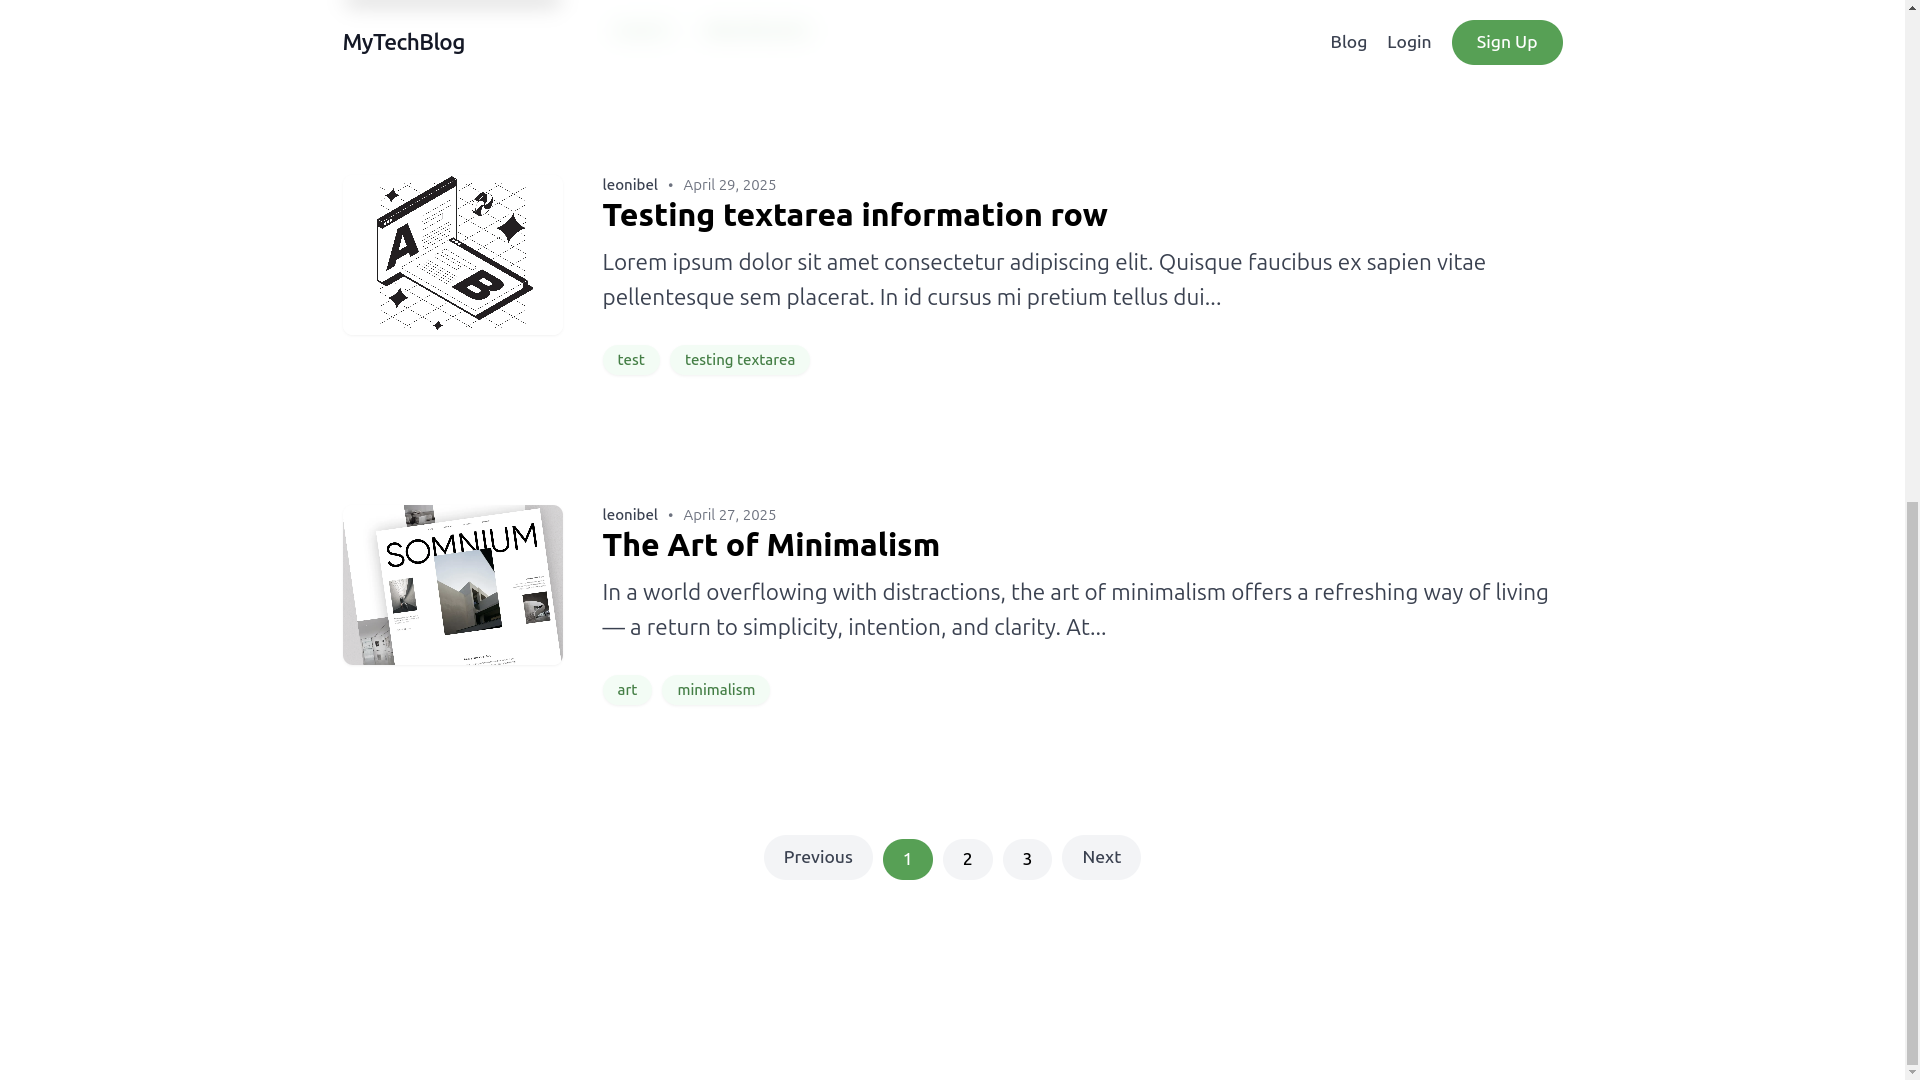 MyTechBlog
Blog
Login
Sign Up
leonibel • April 29, 2025
Testing textarea information row
Lorem ipsum dolor sit amet consectetur adipiscing elit. Quisque faucibus ex sapien vitae
pellentesque sem placerat. In id cursus mi pretium tellus dui...
test
testing textarea
A
B
leonibel • April 27, 2025
The Art of Minimalism
In a world overflowing with distractions, the art of minimalism offers a refreshing way of living
— a return to simplicity, intention, and clarity. At...
art
minimalism
SOMNIUM
Previous
1
2
3
Next